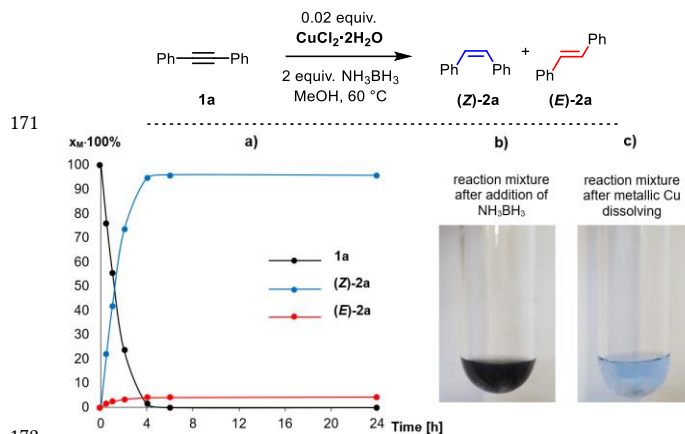 0.02 equiv.
CuCl₂·2H₂O
2 equiv. NH₃BH₃
MeOH, 60 °C
Ph
Ph
1a
Ph
Ph
(Z)-2a
+
Ph
Ph
(E)-2a
171
x_M·100%
a)
b)
c)
100
90
80
70
60
50
40
30
20
10
0
0 4 8 12 16 20 24
Time [h]
1a
(Z)-2a
(E)-2a
reaction mixture
after addition of
NH₃BH₃
reaction mixture
after metallic Cu
dissolving